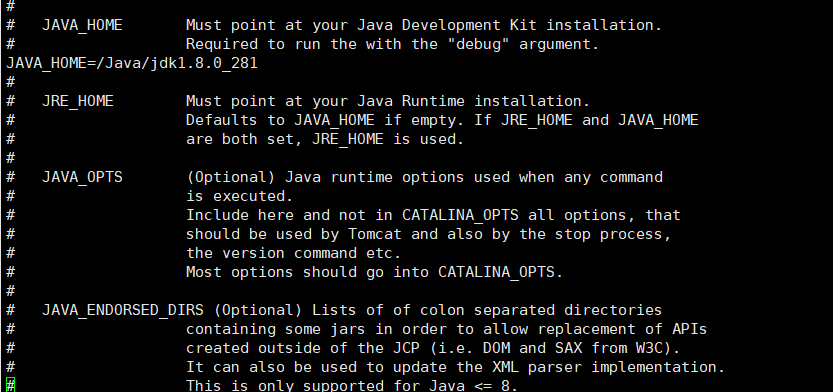 #
#   JAVA_HOME       Must point at your Java Development Kit installation.
#                   Required to run the with the "debug" argument.
JAVA_HOME=/Java/jdk1.8.0_281
#
#   JRE_HOME        Must point at your Java Runtime installation.
#                   Defaults to JAVA_HOME if empty. If JRE_HOME and JAVA_HOME
#                   are both set, JRE_HOME is used.
#
#   JAVA_OPTS       (Optional) Java runtime options used when any command
#                   is executed.
#                   Include here and not in CATALINA_OPTS all options, that
#                   should be used by Tomcat and also by the stop process,
#                   the version command etc.
#                   Most options should go into CATALINA_OPTS.
#
#   JAVA_ENDORSED_DIRS (Optional) Lists of of colon separated directories
#                   containing some jars in order to allow replacement of APIs
#                   created outside of the JCP (i.e. DOM and SAX from W3C).
#                   It can also be used to update the XML parser implementation.
#                   This is only supported for Java <= 8.